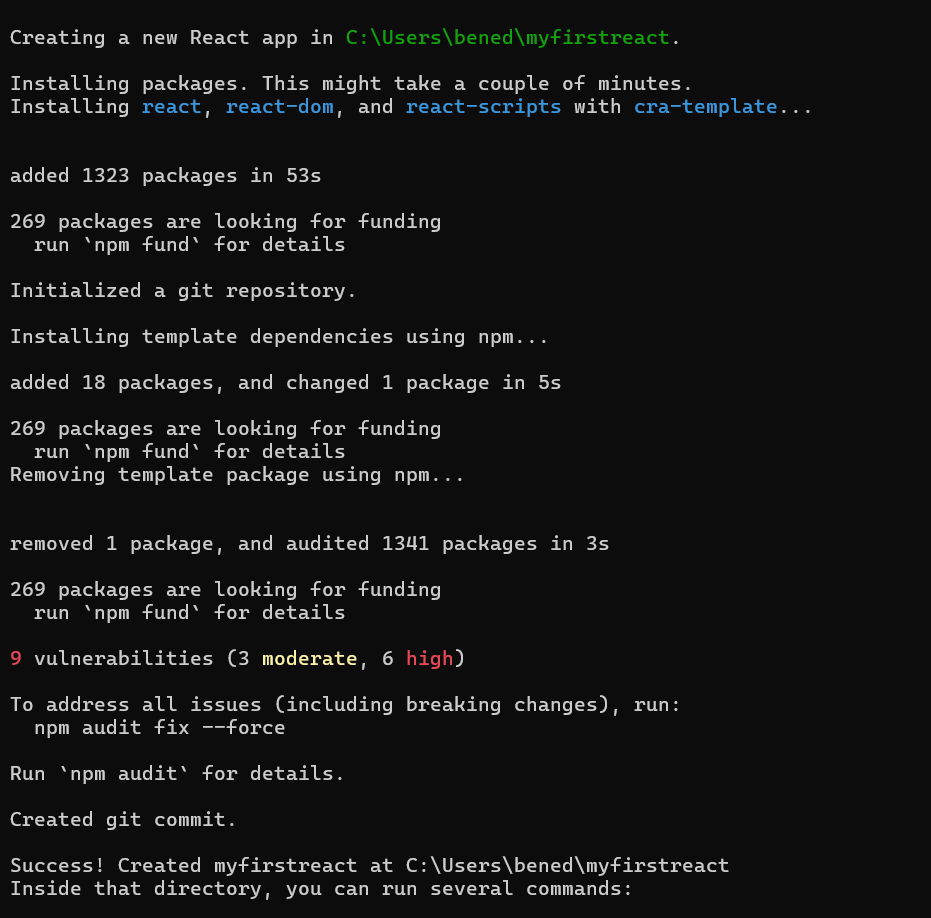 Creating a new React app in C:\Users\bened\myfirstreact.
Installing packages. This might take a couple of minutes.
Installing react, react-dom, and react-scripts with cra-template...
added 1323 packages in 53s
269 packages are looking for funding
run `npm fund` for details
Initialized a git repository.
Installing template dependencies using npm...
added 18 packages, and changed 1 package in 5s
269 packages are looking for funding
run `npm fund` for details
Removing template package using npm...
removed 1 package, and audited 1341 packages in 3s
269 packages are looking for funding
run `npm fund` for details
9 vulnerabilities (3 moderate, 6 high)
To address all issues (including breaking changes), run:
npm audit fix --force
Run `npm audit` for details.
Created git commit.
Success! Created myfirstreact at C:\Users\bened\myfirstreact
Inside that directory, you can run several commands: